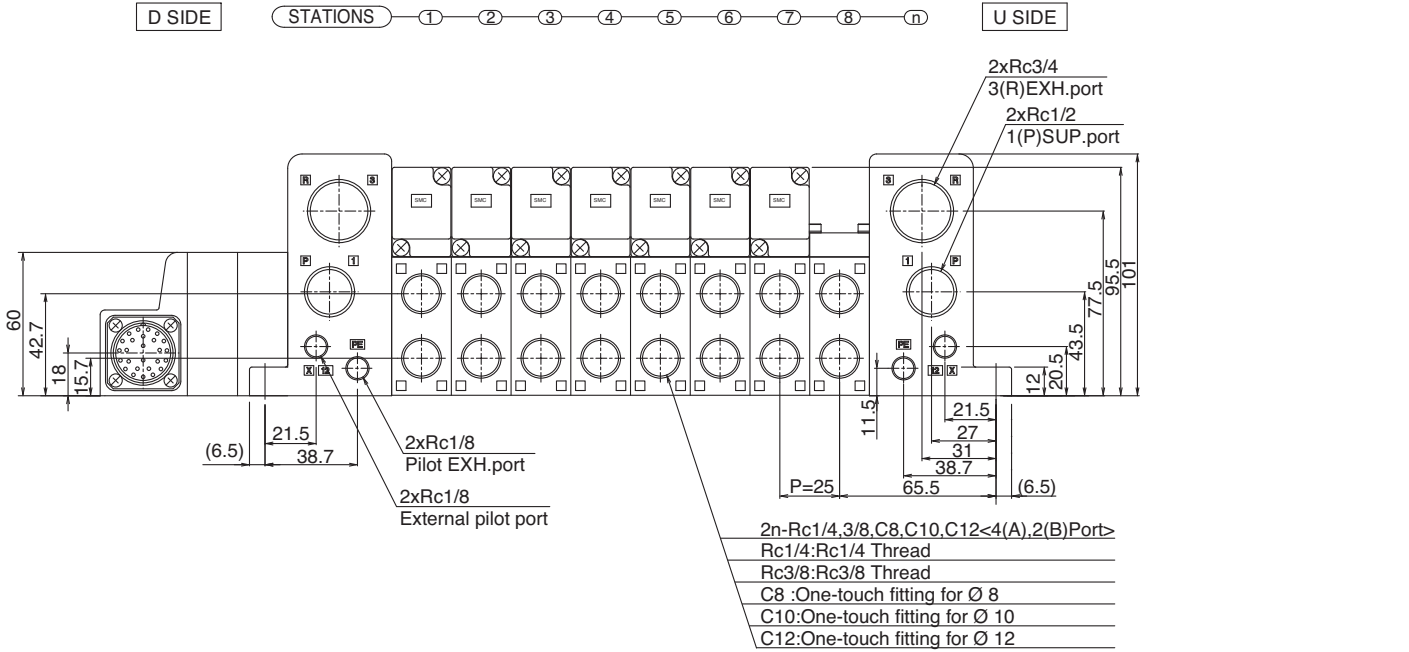 D SIDE
STATIONS 1 2 3 4 5 6 7 8 n
U SIDE
2xRc3/4
3(R)EXH.port
2xRc1/2
1(P)SUP.port
R S
SMC SMC SMC SMC SMC SMC SMC
S R
P 1
1 P
PE
X 12
PE
12 X
60
42.7
18
15.7
101
95.5
77.5
43.5
20.5
12
11.5
21.5
(6.5)
38.7
21.5
27
31
38.7
P=25
65.5
(6.5)
2xRc1/8
Pilot EXH.port
2xRc1/8
External pilot port
2n-Rc1/4,3/8,C8,C10,C12<4(A),2(B)Port>
Rc1/4:Rc1/4 Thread
Rc3/8:Rc3/8 Thread
C8 :One-touch fitting for Ø 8
C10:One-touch fitting for Ø 10
C12:One-touch fitting for Ø 12